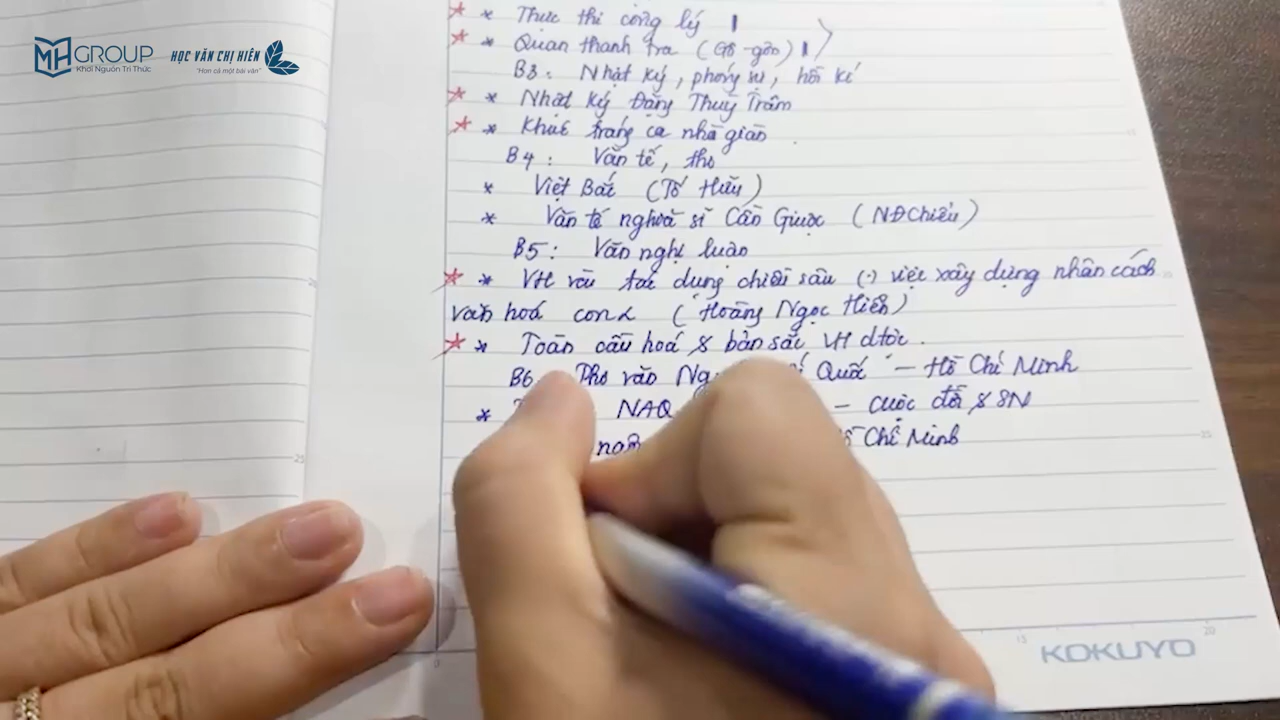 MH GROUP
Khơi Nguồn Tri Thức
HỌC VĂN CHỊ HIÊN
"Hơn cả một bài văn"
* * Thực thi công lý
* * Quan thanh tra (Gô-gôn)
B3: Nhật ký, phóng sự, hồi kí
* * Nhật ký Đặng Thuỳ Trâm
* * Khúc tráng ca nhà giàn
B4: Văn tế, thơ
* Việt Bắc (Tố Hữu)
* Văn tế nghĩa sĩ Cần Giuộc (NĐChiểu)
B5: Văn nghị luận
* * VH và tác dụng chiều sâu (·) việc xây dựng nhân cách
văn hoá con (Hoàng Ngọc Hiến)
* * Toàn cầu hoá & bản sắc VH dtộc.
B6 Thơ văn Quốc – Hồ Chí Minh
* NAQ – cuộc đời & SN
Chí Minh
KOKUYO